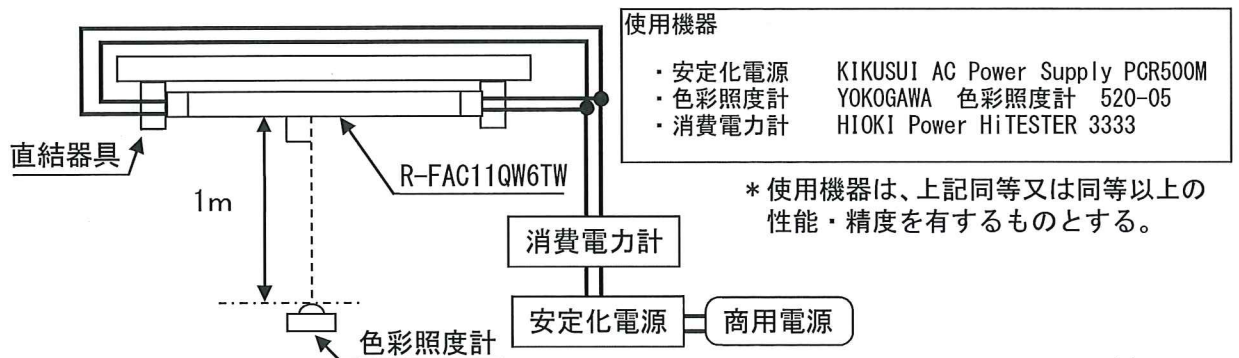 使用機器
・安定化電源 KIKUSUI AC Power Supply PCR500M
・色彩照度計 YOKOGAWA 色彩照度計 520-05
・消費電力計 HIOKI Power HiTESTER 3333
直結器具
R-FAC11QW6TW
1m
*使用機器は、上記同等又は同等以上の
性能・精度を有するものとする。
消費電力計
安定化電源
商用電源
色彩照度計